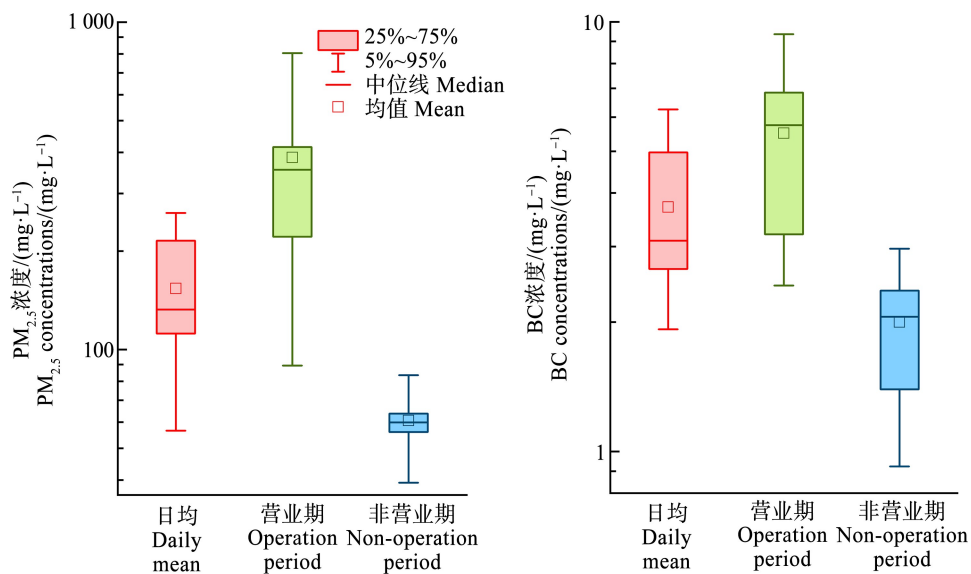 1 000
100
PM2.5浓度/(mg·L−1)
PM2.5 concentrations/(mg·L−1)
25%~75%
5%~95%
中位线 Median
均值 Mean
日均
Daily
mean
营业期
Operation
period
非营业期
Non-operation
period
10
1
BC浓度/(mg·L−1)
BC concentrations/(mg·L−1)
日均
Daily
mean
营业期
Operation
period
非营业期
Non-operation
period